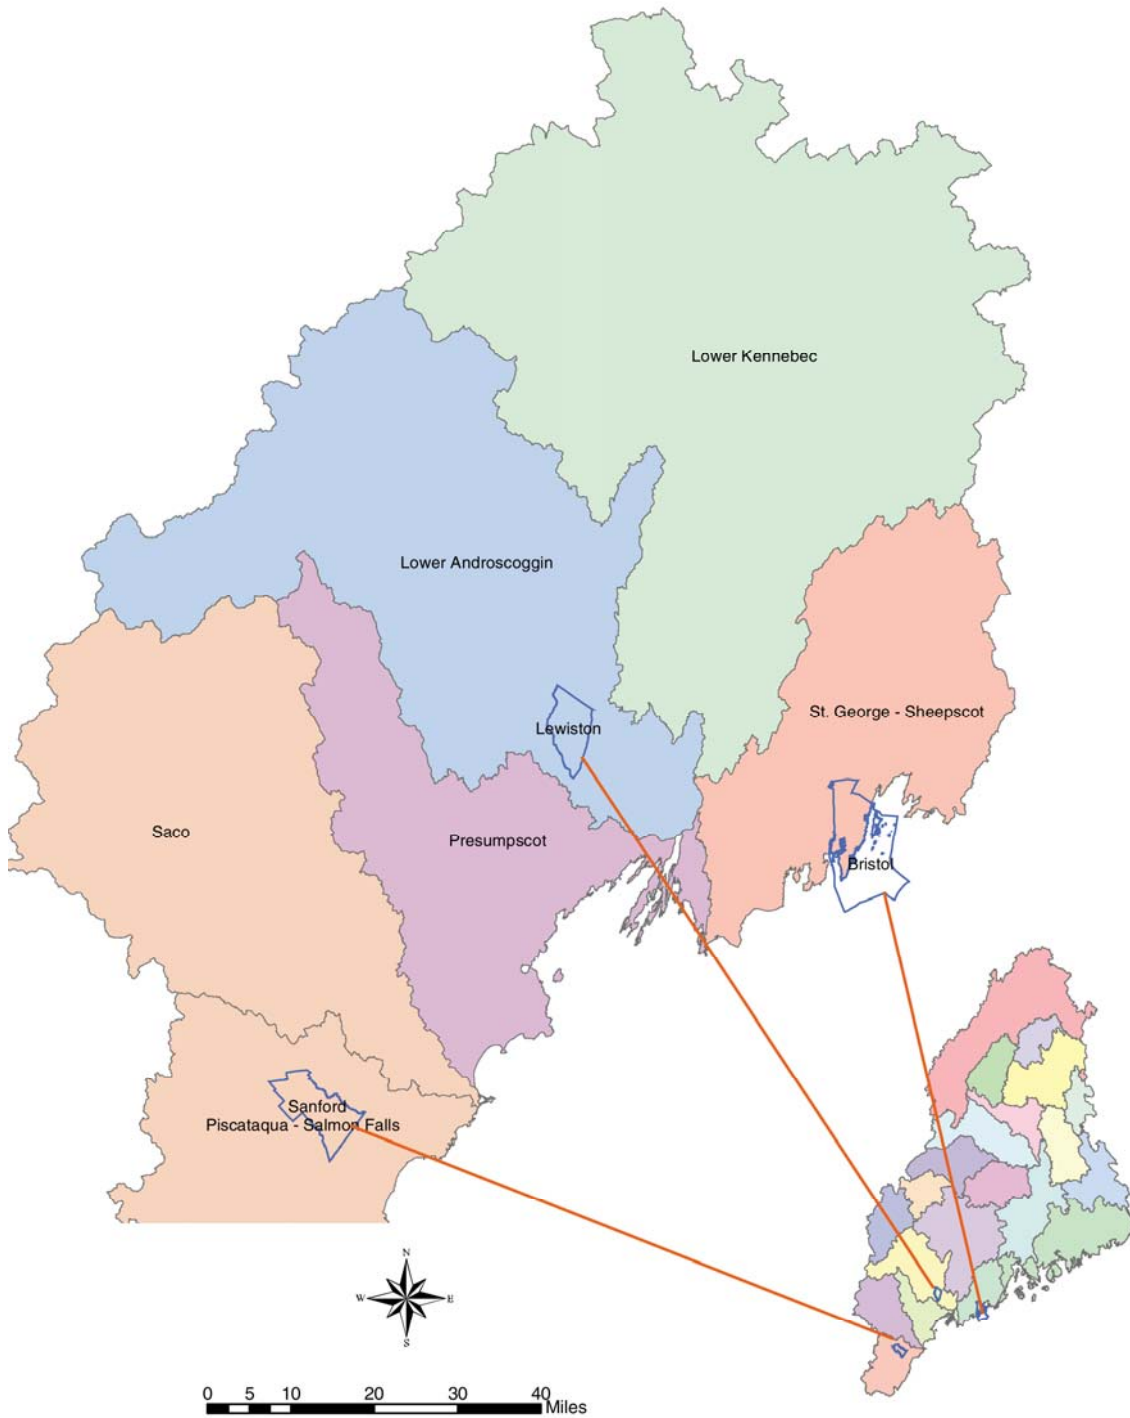 Lower Kennebec
Lower Androscoggin
St. George - Sheepscot
Lewiston
Saco
Presumpscot
Bristol
Sanford
Piscataqua - Salmon Falls
N
W
E
S
0 5 10 20 30 40
Miles